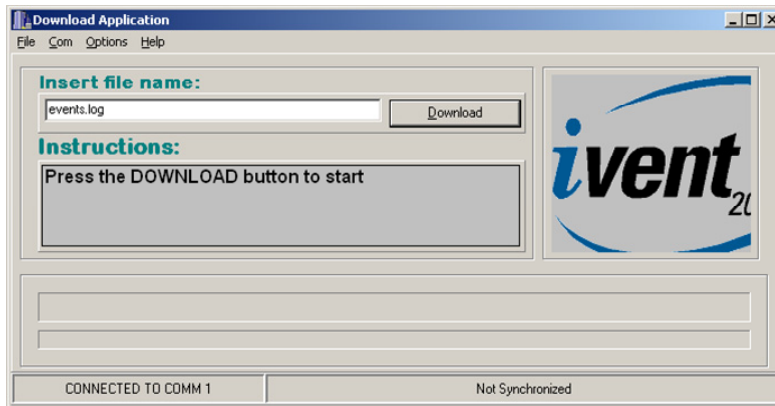 Download Application
File Com Options Help
Insert file name:
events.log
Download
Instructions:
Press the DOWNLOAD button to start
ivent
20
CONNECTED TO COMM 1
Not Synchronized